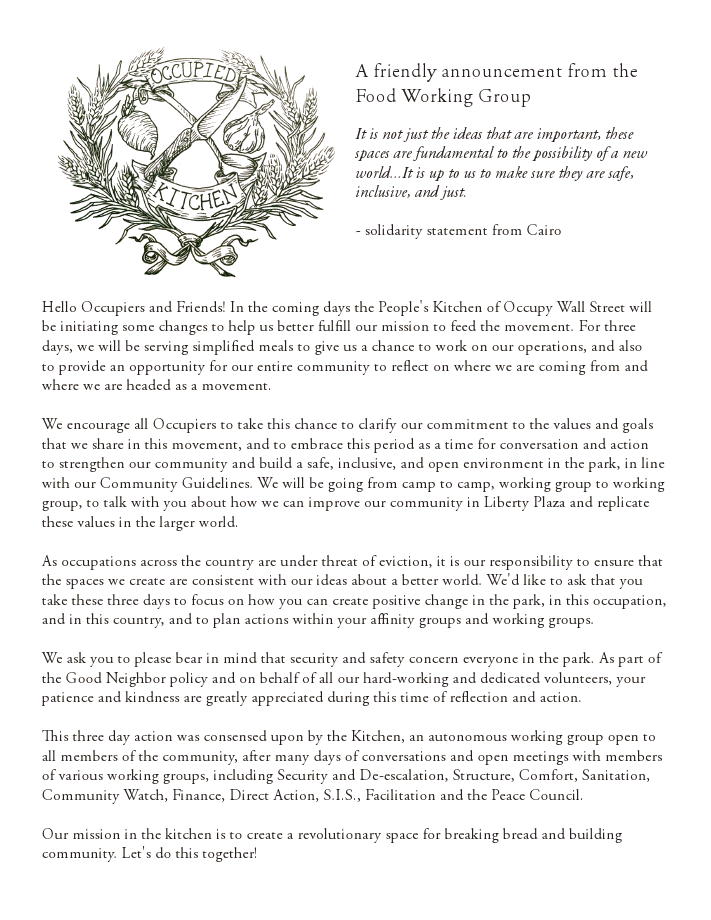 OCCUPIED
KITCHEN
A friendly announcement from the
Food Working Group
It is not just the ideas that are important, these
spaces are fundamental to the possibility of a new
world...It is up to us to make sure they are safe,
inclusive, and just.
- solidarity statement from Cairo
Hello Occupiers and Friends! In the coming days the People's Kitchen of Occupy Wall Street will
be initiating some changes to help us better fulfill our mission to feed the movement. For three
days, we will be serving simplified meals to give us a chance to work on our operations, and also
to provide an opportunity for our entire community to reflect on where we are coming from and
where we are headed as a movement.
We encourage all Occupiers to take this chance to clarify our commitment to the values and goals
that we share in this movement, and to embrace this period as a time for conversation and action
to strengthen our community and build a safe, inclusive, and open environment in the park, in line
with our Community Guidelines. We will be going from camp to camp, working group to working
group, to talk with you about how we can improve our community in Liberty Plaza and replicate
these values in the larger world.
As occupations across the country are under threat of eviction, it is our responsibility to ensure that
the spaces we create are consistent with our ideas about a better world. We'd like to ask that you
take these three days to focus on how you can create positive change in the park, in this occupation,
and in this country, and to plan actions within your affinity groups and working groups.
We ask you to please bear in mind that security and safety concern everyone in the park. As part of
the Good Neighbor policy and on behalf of all our hard-working and dedicated volunteers, your
patience and kindness are greatly appreciated during this time of reflection and action.
This three day action was consensed upon by the Kitchen, an autonomous working group open to
all members of the community, after many days of conversations and open meetings with members
of various working groups, including Security and De-escalation, Structure, Comfort, Sanitation,
Community Watch, Finance, Direct Action, S.I.S., Facilitation and the Peace Council.
Our mission in the kitchen is to create a revolutionary space for breaking bread and building
community. Let's do this together!